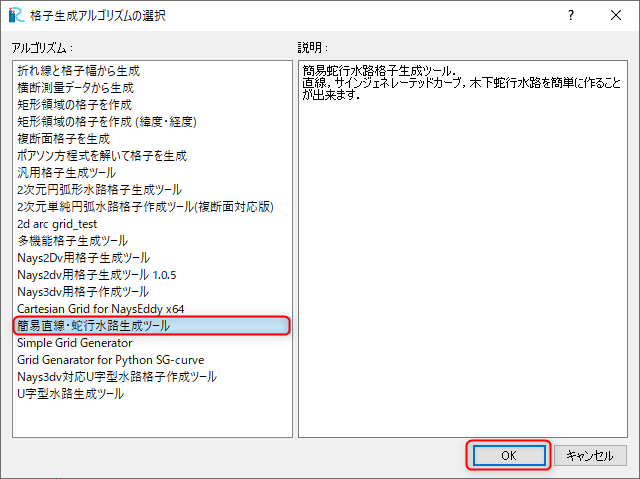 格子生成アルゴリズムの選択
?
アルゴリズム :
説明 :
折れ線と格子幅から生成
横断測量データから生成
矩形領域の格子を作成
矩形領域の格子を作成 (緯度・経度)
複断面格子を生成
ポアソン方程式を解いて格子を生成
汎用格子生成ツール
2次元円弧形水路格子生成ツール
2次元単純円弧水路格子作成ツール(複断面対応版)
2d arc grid_test
多機能格子生成ツール
Nays2Dv用格子生成ツール
Nays2dv用格子生成ツール 1.0.5
Nays3dv用格子作成ツール
Cartesian Grid for NaysEddy x64
簡易直線・蛇行水路生成ツール
Simple Grid Generator
Grid Genarator for Python SG-curve
Nays3dv対応U字型水路格子作成ツール
U字型水路生成ツール
簡易蛇行水路格子生成ツール.
直線, サインジェネレーテッドカーブ, 木下蛇行水路を簡単に作ること
が出来ます.
OK
キャンセル